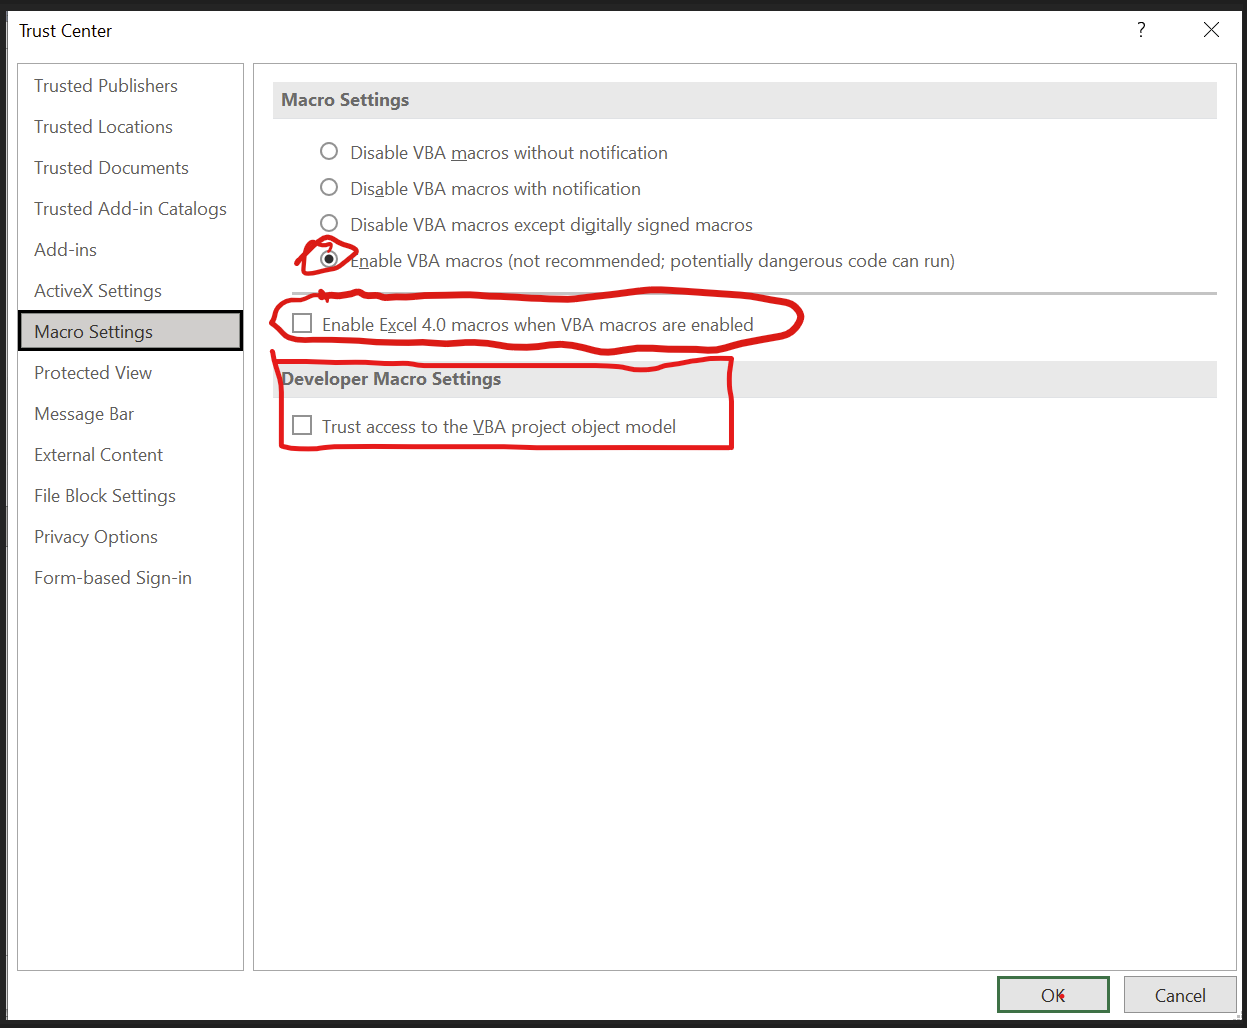 Trust Center
?
Trusted Publishers
Trusted Locations
Trusted Documents
Trusted Add-in Catalogs
Add-ins
ActiveX Settings
Macro Settings
Protected View
Message Bar
External Content
File Block Settings
Privacy Options
Form-based Sign-in
Macro Settings
Disable VBA macros without notification
Disable VBA macros with notification
Disable VBA macros except digitally signed macros
Enable VBA macros (not recommended; potentially dangerous code can run)
Enable Excel 4.0 macros when VBA macros are enabled
Developer Macro Settings
Trust access to the VBA project object model
OK
Cancel